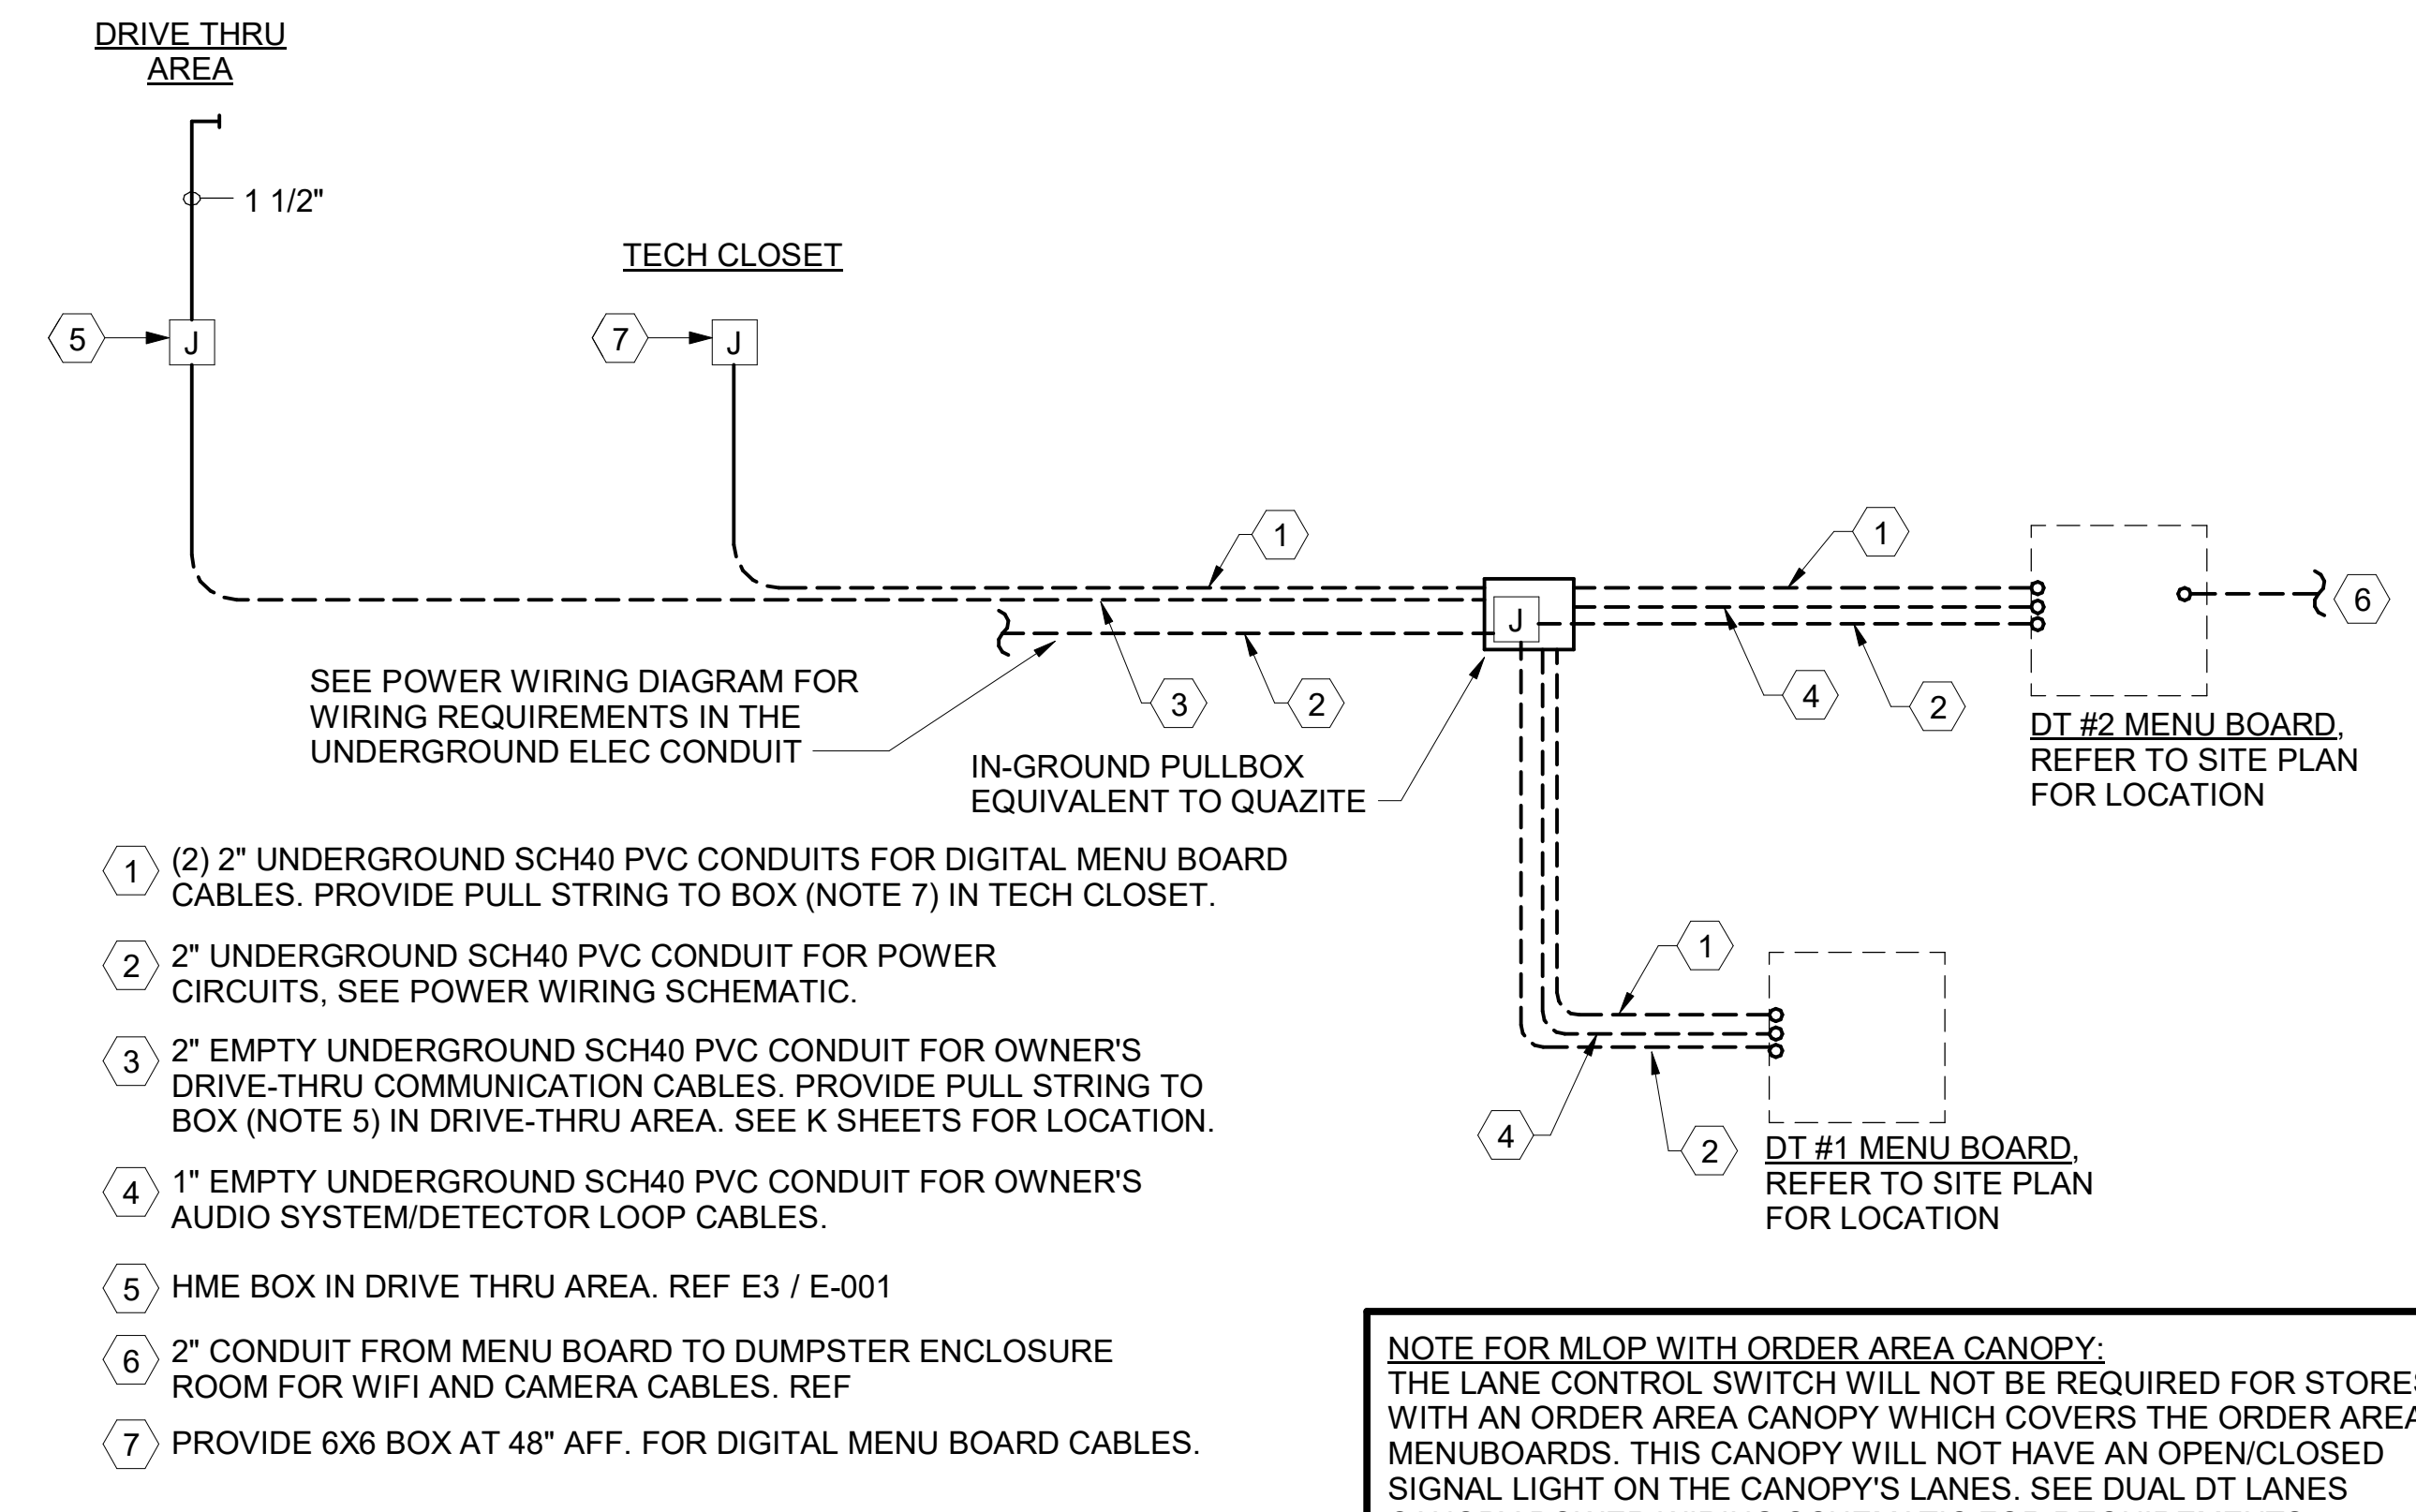 DRIVE THRU
AREA
1 1/2"
TECH CLOSET
5
J
7
J
1
1
J
6
3
2
4
2
SEE POWER WIRING DIAGRAM FOR
WIRING REQUIREMENTS IN THE
UNDERGROUND ELEC CONDUIT
IN-GROUND PULLBOX
EQUIVALENT TO QUAZITE
DT #2 MENU BOARD,
REFER TO SITE PLAN
FOR LOCATION
1
4
2
DT #1 MENU BOARD,
REFER TO SITE PLAN
FOR LOCATION
1 (2) 2" UNDERGROUND SCH40 PVC CONDUITS FOR DIGITAL MENU BOARD
CABLES. PROVIDE PULL STRING TO BOX (NOTE 7) IN TECH CLOSET.
2 2" UNDERGROUND SCH40 PVC CONDUIT FOR POWER
CIRCUITS, SEE POWER WIRING SCHEMATIC.
3 2" EMPTY UNDERGROUND SCH40 PVC CONDUIT FOR OWNER'S
DRIVE-THRU COMMUNICATION CABLES. PROVIDE PULL STRING TO
BOX (NOTE 5) IN DRIVE-THRU AREA. SEE K SHEETS FOR LOCATION.
4 1" EMPTY UNDERGROUND SCH40 PVC CONDUIT FOR OWNER'S
AUDIO SYSTEM/DETECTOR LOOP CABLES.
5 HME BOX IN DRIVE THRU AREA. REF E3 / E-001
6 2" CONDUIT FROM MENU BOARD TO DUMPSTER ENCLOSURE
ROOM FOR WIFI AND CAMERA CABLES. REF
7 PROVIDE 6X6 BOX AT 48" AFF. FOR DIGITAL MENU BOARD CABLES.
NOTE FOR MLOP WITH ORDER AREA CANOPY:
THE LANE CONTROL SWITCH WILL NOT BE REQUIRED FOR STORES
WITH AN ORDER AREA CANOPY WHICH COVERS THE ORDER AREA
MENUBOARDS. THIS CANOPY WILL NOT HAVE AN OPEN/CLOSED
SIGNAL LIGHT ON THE CANOPY'S LANES. SEE DUAL DT LANES